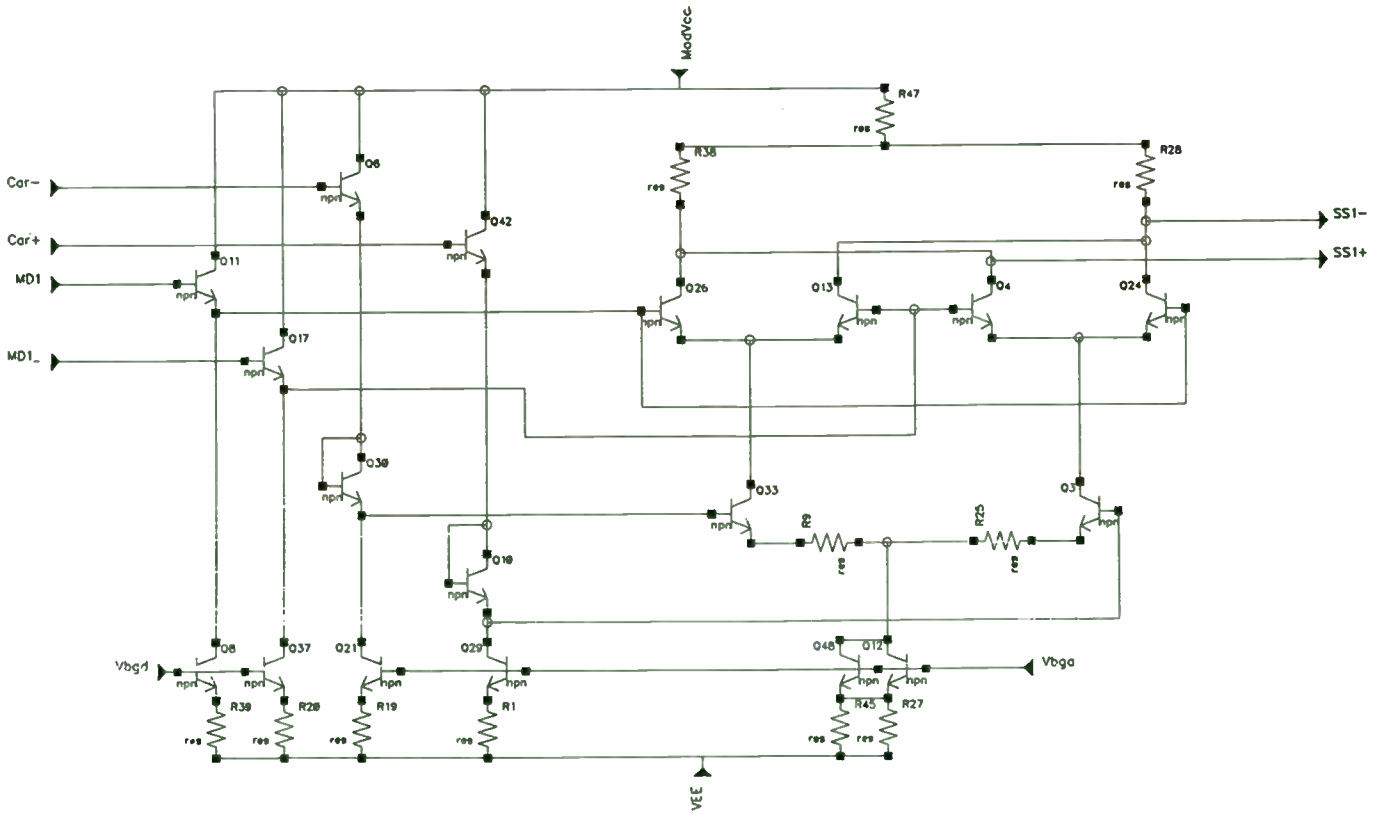 ModVcc
R47
res
R38
res
R28
res
Q6
Car-
npn
Q42
SS1-
Car+
npn
SS1+
Q11
MD1
npn
Q26
Q13
Q4
Q24
npn
npn
npn
npn
Q17
MD1_
npn
Q30
npn
Q33
Q3
npn
npn
R9
res
R25
res
Q10
npn
Q8
Q37
Q21
Q29
Q48
Q12
Vbgd
npn
npn
npn
npn
npn
npn
Vbga
R39
R20
R19
R1
R45
R27
res
res
res
res
res
res
VEE